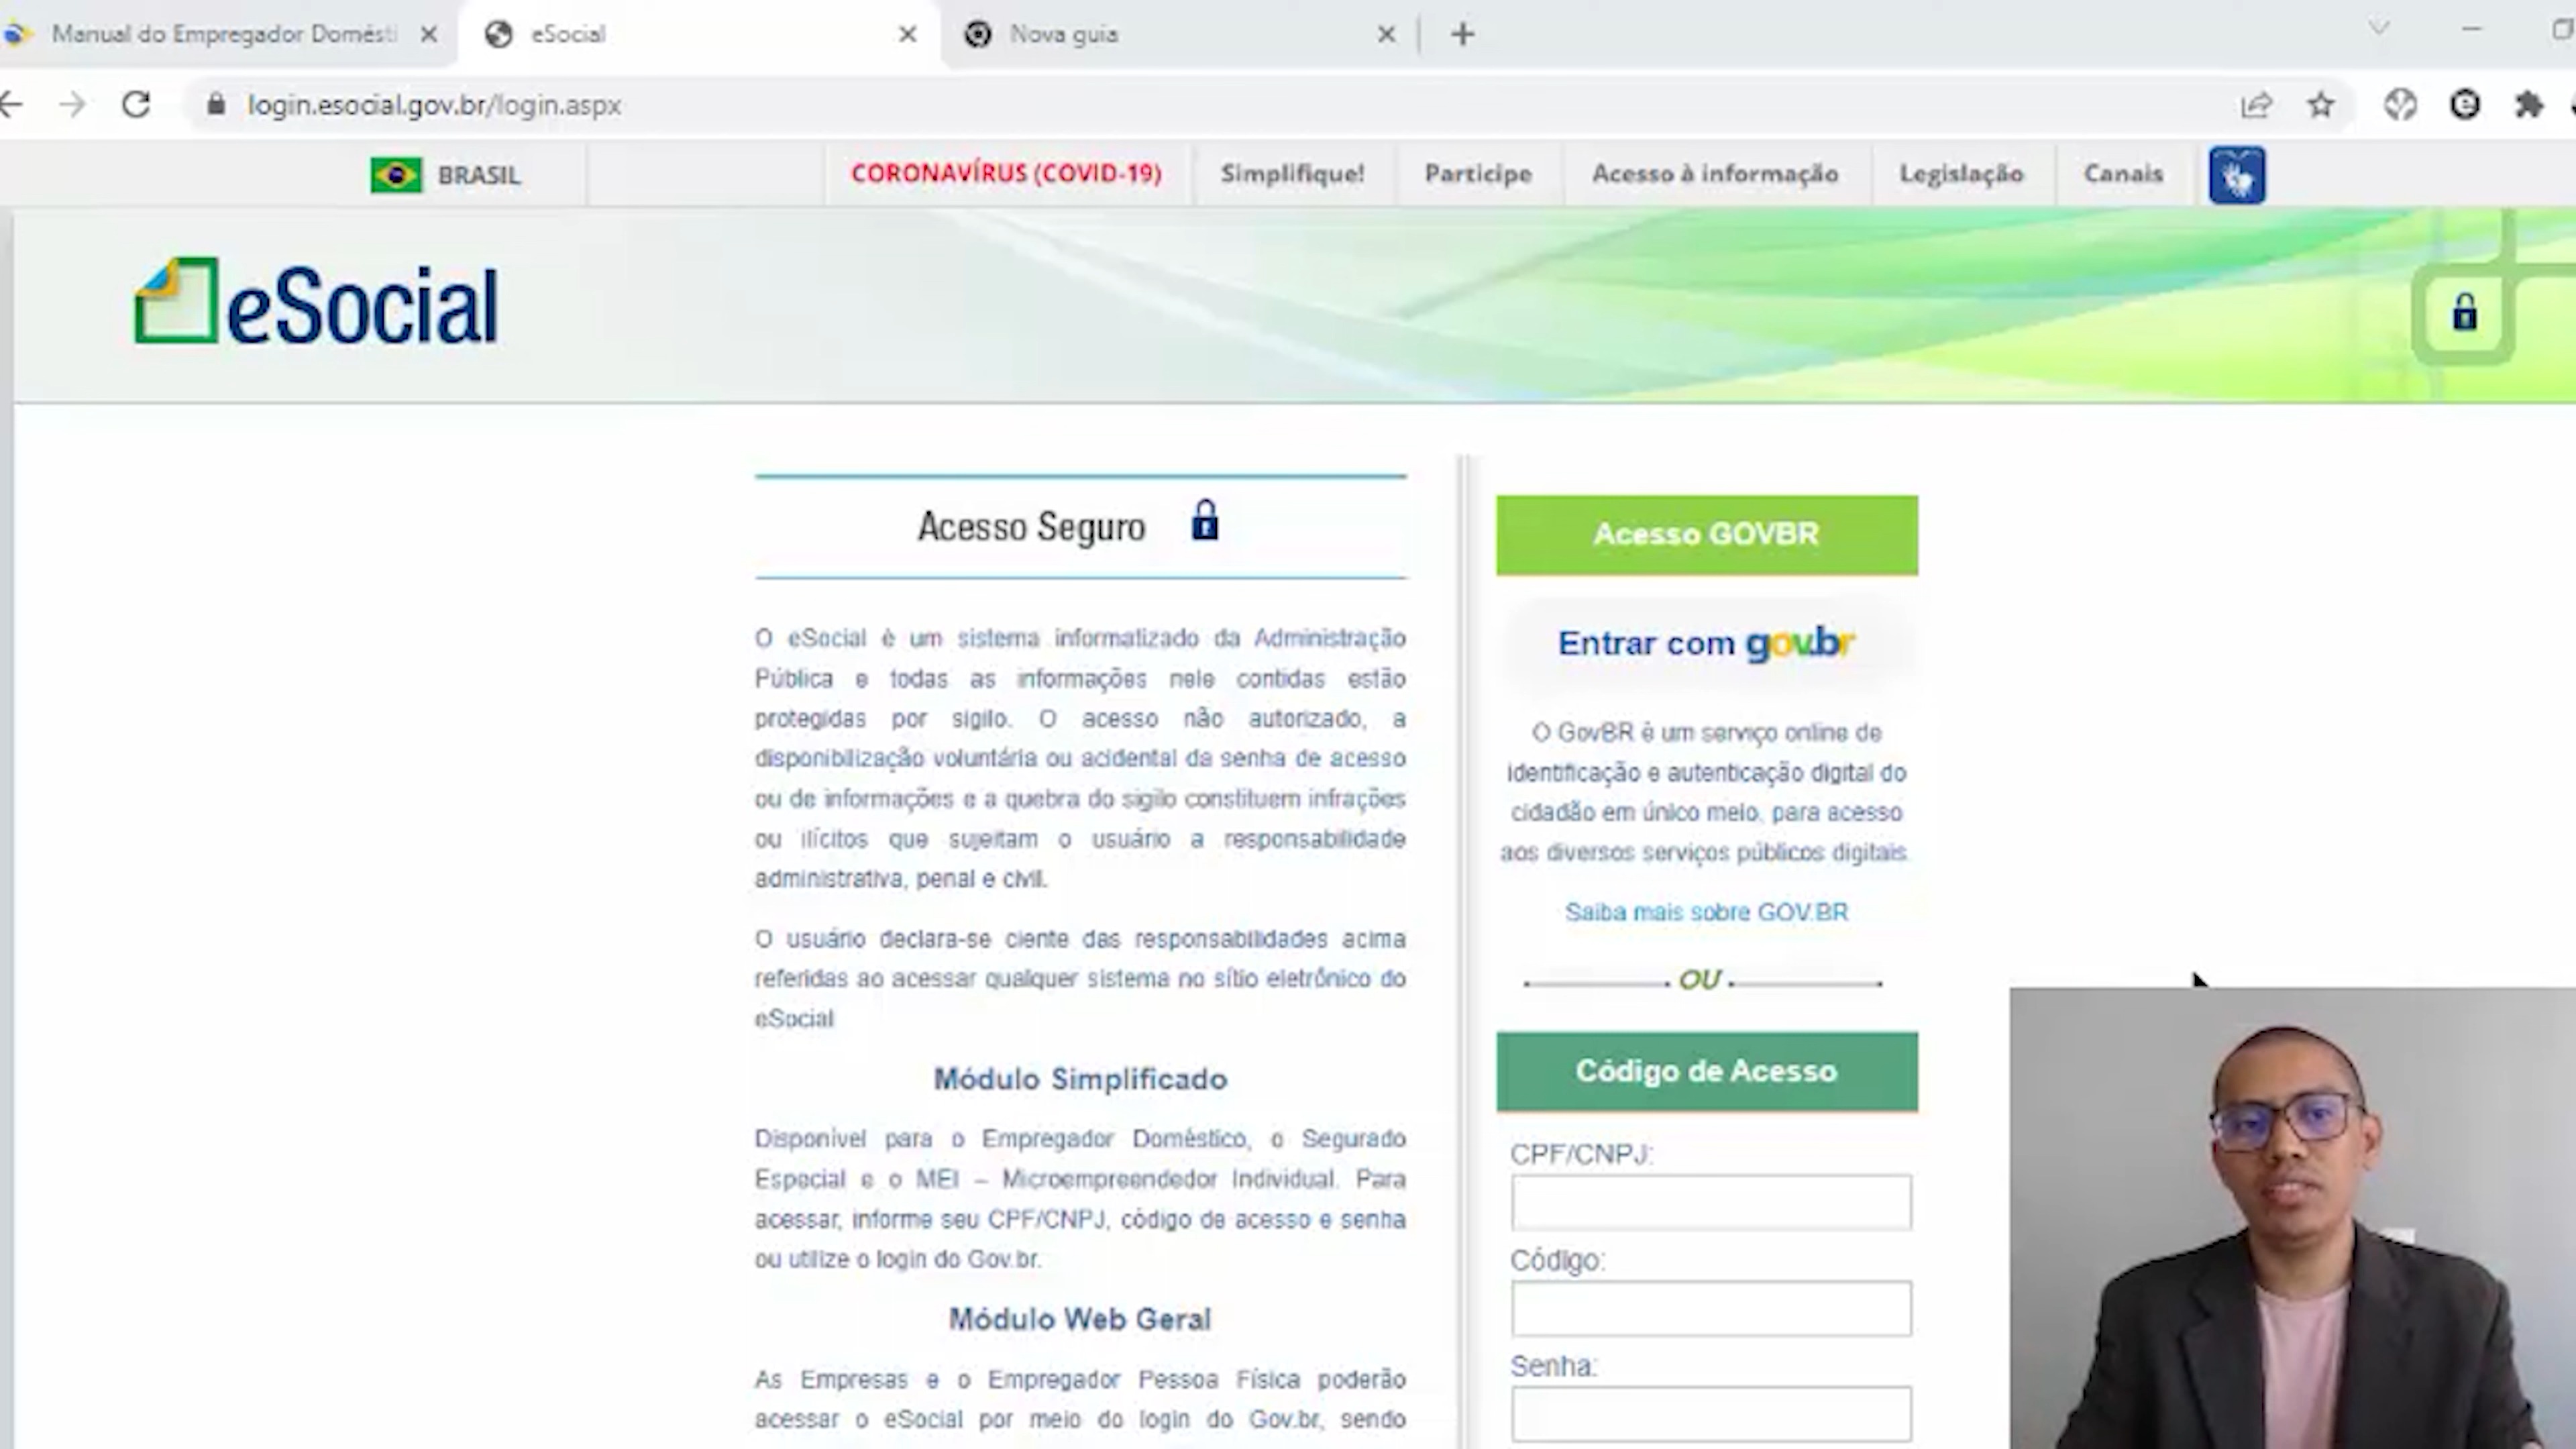 Manual do Empregador Domésti
eSocial
Nova guia
login.esocial.gov.br/login.aspx
BRASIL
CORONAVÍRUS (COVID-19)
Simplifique!
Participe
Acesso à informação
Legislação
Canais
eSocial
Acesso Seguro
O eSocial é um sistema informatizado da Administração
Pública e todas as informações nele contidas estão
protegidas por sigilo. O acesso não autorizado, a
disponibilização voluntária ou acidental da senha de acesso
ou de informações e a quebra do sigilo constituem infrações
ou ilícitos que sujeitam o usuário a responsabilidade
administrativa, penal e civil.
O usuário declara-se ciente das responsabilidades acima
referidas ao acessar qualquer sistema no sítio eletrônico do
eSocial
Módulo Simplificado
Disponível para o Empregador Doméstico, o Segurado
Especial e o MEI – Microempreendedor Individual. Para
acessar, informe seu CPF/CNPJ, código de acesso e senha
ou utilize o login do Gov.br.
Módulo Web Geral
As Empresas e o Empregador Pessoa Física poderão
acessar o eSocial por meio do login do Gov.br, sendo
Acesso GOVBR
Entrar com gov.br
O GovBR é um serviço online de
identificação e autenticação digital do
cidadão em único meio, para acesso
aos diversos serviços públicos digitais.
Saiba mais sobre GOV.BR
OU
Código de Acesso
CPF/CNPJ:
Código:
Senha: